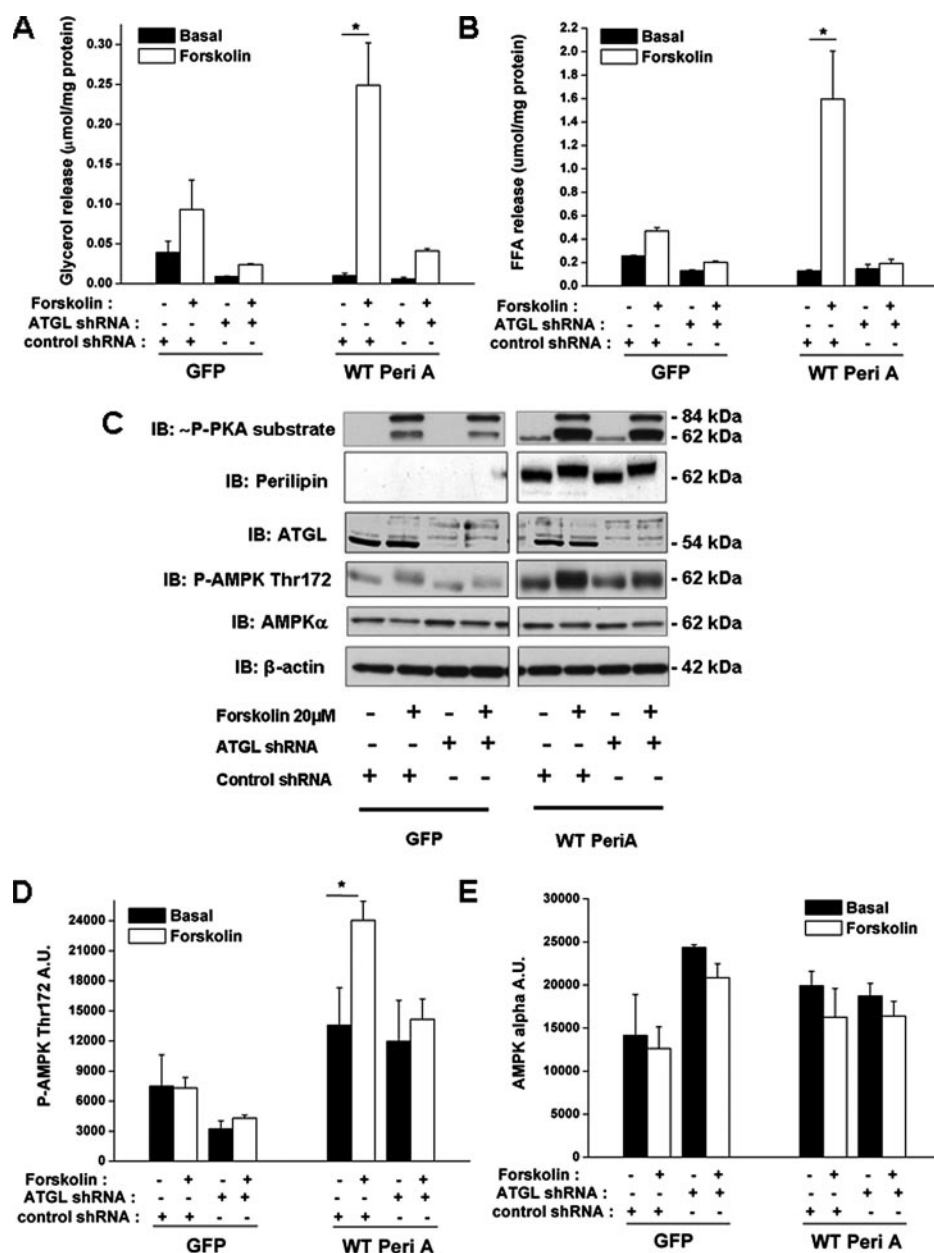 A
Basal
Forskolin
*
0.30
0.25
0.20
0.15
0.10
0.05
0.00
Glycerol release (μmol/mg protein)
Forskolin : - + - + - + - +
ATGL shRNA : - - + + - - + +
control shRNA : + + - - + + - -
GFP WT Peri A
B
Basal
Forskolin
*
2.2
2.0
1.8
1.6
1.4
1.2
1.0
0.8
0.6
0.4
0.2
0.0
FFA release (umol/mg protein)
Forskolin : - + - + - + - +
ATGL shRNA : - - + + - - + +
control shRNA : + + - - + + - -
GFP WT Peri A
C
IB: ~P-PKA substrate - 84 kDa
- 62 kDa
IB: Perilipin - 62 kDa
IB: ATGL - 54 kDa
IB: P-AMPK Thr172 - 62 kDa
IB: AMPKα - 62 kDa
IB: β-actin - 42 kDa
Forskolin 20μM - + - + - + - +
ATGL shRNA - - + + - - + +
Control shRNA + + - - + + - -
GFP WT PeriA
D
Basal
Forskolin
*
24000
21000
18000
15000
12000
9000
6000
3000
0
P-AMPK Thr172 A.U.
Forskolin : - + - + - + - +
ATGL shRNA : - - + + - - + +
control shRNA : + + - - + + - -
GFP WT Peri A
E
Basal
Forskolin
30000
25000
20000
15000
10000
5000
0
AMPK alpha A.U.
Forskolin : - + - + - + - +
ATGL shRNA : - - + + - - + +
control shRNA : + + - - + + - -
GFP WT Peri A